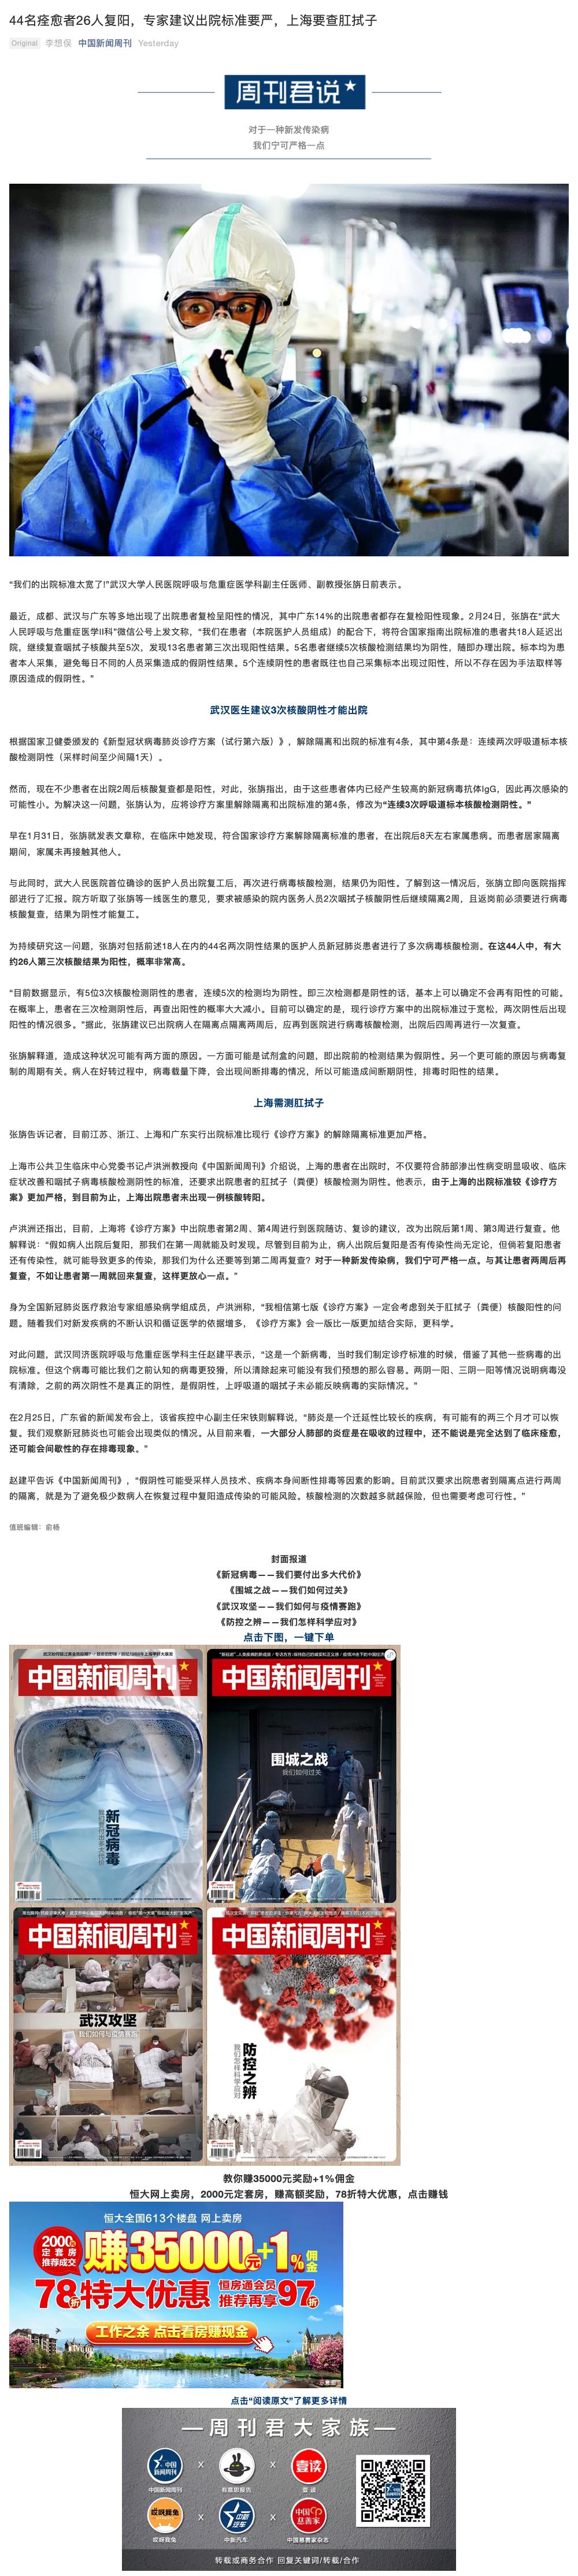 44名痊愈者26人复阳，专家建议出院标准要严，上海要查肛拭子
Original 李想俣 中国新闻周刊 Yesterday
周刊君说
对于一种新发传染病
我们宁可严格一点
“我们的出院标准太宽了!”武汉大学人民医院呼吸与危重症医学科副主任医师、副教授张旃日前表示。
最近，成都、武汉与广东等多地出现了出院患者复检呈阳性的情况，其中广东14%的出院患者都存在复检阳性现象。2月24日，张旃在“武大
人民呼吸与危重症医学II科”微信公号上发文称，“我们在患者（本院医护人员组成）的配合下，将符合国家指南出院标准的患者共18人延迟出
院，继续复查咽拭子核酸共至5次，发现13名患者第三次出现阳性结果。5名患者继续5次核酸检测结果均为阴性，随即办理出院。标本均为患
者本人采集，避免每日不同的人员采集造成的假阴性结果。5个连续阴性的患者既往也自己采集标本出现过阳性，所以不存在因为手法取样等
原因造成的假阴性。”
武汉医生建议3次核酸阴性才能出院
根据国家卫健委颁发的《新型冠状病毒肺炎诊疗方案（试行第六版）》，解除隔离和出院的标准有4条，其中第4条是：连续两次呼吸道标本核
酸检测阴性（采样时间至少间隔1天）。
然而，现在不少患者在出院2周后核酸复查都是阳性，对此，张旃指出，由于这些患者体内已经产生较高的新冠病毒抗体IgG，因此再次感染的
可能性小。为解决这一问题，张旃认为，应将诊疗方案里解除隔离和出院标准的第4条，修改为“连续3次呼吸道标本核酸检测阴性。”
早在1月31日，张旃就发表文章称，在临床中她发现，符合国家诊疗方案解除隔离标准的患者，在出院后8天左右家属患病。而患者居家隔离
期间，家属未再接触其他人。
与此同时，武大人民医院首位确诊的医护人员出院复工后，再次进行病毒核酸检测，结果仍为阳性。了解到这一情况后，张旃立即向医院指挥
部进行了汇报。院方听取了张旃等一线医生的意见，要求被感染的院内医务人员2次咽拭子核酸阴性后继续隔离2周，且返岗前必须要进行病毒
核酸复查，结果为阴性才能复工。
为持续研究这一问题，张旃对包括前述18人在内的44名两次阴性结果的医护人员新冠肺炎患者进行了多次病毒核酸检测。在这44人中，有大
约26人第三次核酸结果为阳性，概率非常高。
“目前数据显示，有5位3次核酸检测阴性的患者，连续5次的检测均为阴性。即三次检测都是阴性的话，基本上可以确定不会再有阳性的可能。
在概率上，患者在三次检测阴性后，再查出阳性的概率大大减小。目前可以确定的是，现行诊疗方案中的出院标准过于宽松，两次阴性后出现
阳性的情况很多。”据此，张旃建议已出院病人在隔离点隔离两周后，应再到医院进行病毒核酸检测，出院后四周再进行一次复查。
张旃解释道，造成这种状况可能有两方面的原因。一方面可能是试剂盒的问题，即出院前的检测结果为假阴性。另一个更可能的原因与病毒复
制的周期有关。病人在好转过程中，病毒载量下降，会出现间断排毒的情况，所以可能造成间断期阴性，排毒时阳性的结果。
上海需测肛拭子
张旃告诉记者，目前江苏、浙江、上海和广东实行出院标准比现行《诊疗方案》的解除隔离标准更加严格。
上海市公共卫生临床中心党委书记卢洪洲教授向《中国新闻周刊》介绍说，上海的患者在出院时，不仅要符合肺部渗出性病变明显吸收、临床
症状改善和咽拭子病毒核酸检测阴性的标准，还要求出院患者的肛拭子（粪便）核酸检测为阴性。他表示，由于上海的出院标准较《诊疗方
案》更加严格，到目前为止，上海出院患者未出现一例核酸转阳。
卢洪洲还指出，目前，上海将《诊疗方案》中出院患者第2周、第4周进行到医院随访、复诊的建议，改为出院后第1周、第3周进行复查。他
解释说：“假如病人出院后复阳，那我们在第一周就能及时发现。尽管到目前为止，病人出院后复阳是否有传染性尚无定论，但倘若复阳患者
还有传染性，就可能导致更多的传染，那我们为什么还要等到第二周再复查？对于一种新发传染病，我们宁可严格一点。与其让患者两周后再
复查，不如让患者第一周就回来复查，这样更放心一点。”
身为全国新冠肺炎医疗救治专家组感染病学组成员，卢洪洲称，“我相信第七版《诊疗方案》一定会考虑到关于肛拭子（粪便）核酸阳性的问
题。随着我们对新发疾病的不断认识和循证医学的依据增多，《诊疗方案》会一版比一版更加结合实际，更科学。
对此问题，武汉同济医院呼吸与危重症医学科主任赵建平表示，“这是一个新病毒，当时我们制定诊疗标准的时候，借鉴了其他一些病毒的出
院标准。但这个病毒可能比我们之前认知的病毒更狡猾，所以清除起来可能没有我们预想的那么容易。两阴一阳、三阴一阳等情况说明病毒没
有清除，之前的两次阴性不是真正的阴性，是假阴性，上呼吸道的咽拭子未必能反映病毒的实际情况。”
在2月25日，广东省的新闻发布会上，该省疾控中心副主任宋铁则解释说，“肺炎是一个迁延性比较长的疾病，有可能有的两三个月才可以恢
复。我们观察新冠肺炎也可能会出现类似的情况。从目前来看，一大部分人肺部的炎症是在吸收的过程中，还不能说是完全达到了临床痊愈，
还可能会间歇性的存在排毒现象。”
赵建平告诉《中国新闻周刊》，“假阴性可能受采样人员技术、疾病本身间断性排毒等因素的影响。目前武汉要求出院患者到隔离点进行两周
的隔离，就是为了避免极少数病人在恢复过程中复阳造成传染的可能风险。核酸检测的次数越多就越保险，但也需要考虑可行性。”
值班编辑：俞杨
封面报道
《新冠病毒——我们要付出多大代价》
《围城之战——我们如何过关》
《武汉攻坚——我们如何与疫情赛跑》
《防控之辨——我们怎样科学应对》
点击下图，一键下单
中国新闻周刊
新冠病毒
我们要付出多大代价
中国新闻周刊
围城之战
我们如何过关
中国新闻周刊
武汉攻坚
我们如何与疫情赛跑
中国新闻周刊
防控之辨
我们怎样科学应对
教你赚35000元奖励+1%佣金
恒大网上卖房，2000元定套房，赚高额奖励，78折特大优惠，点击赚钱
恒大全国613个楼盘 网上卖房
2000元定套房推荐成交 赚35000元+1%佣金
78折特大优惠 恒房通会员推荐再享97折
工作之余 点击看房赚现金
点击“阅读原文”了解更多详情
周刊君大家族
中国新闻周刊 X 有意思报告 X 壹读
哎呀我兔 X 中新汽车 X 中国慈善家杂志
转载或商务合作 回复关键词/转载/合作